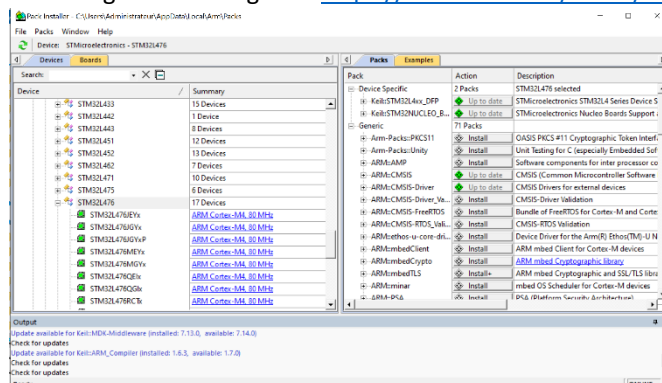 Pack Installer - C:\Users\Administrateur\AppData\Local\Arm\Packs
File Packs Window Help
Device: STMicroelectronics - STM32L476
Devices Boards
Search:
Device / Summary
STM32L433 15 Devices
STM32L442 1 Device
STM32L443 8 Devices
STM32L451 12 Devices
STM32L452 13 Devices
STM32L462 7 Devices
STM32L471 10 Devices
STM32L475 6 Devices
STM32L476 17 Devices
STM32L476JEYx ARM Cortex-M4, 80 MHz
STM32L476JGYx ARM Cortex-M4, 80 MHz
STM32L476JGYxP ARM Cortex-M4, 80 MHz
STM32L476MEYx ARM Cortex-M4, 80 MHz
STM32L476MGYx ARM Cortex-M4, 80 MHz
STM32L476QEIx ARM Cortex-M4, 80 MHz
STM32L476QGIx ARM Cortex-M4, 80 MHz
STM32L476RCTx ARM Cortex-M4, 80 MHz
Packs Examples
Pack Action Description
Device Specific 2 Packs STM32L476 selected
Keil::STM32L4xx_DFP Up to date STMicroelectronics STM32L4 Series Device S
Keil::STM32NUCLEO_B... Up to date STMicroelectronics Nucleo Boards Support
Generic 71 Packs
Arm-Packs::PKCS11 Install OASIS PKCS #11 Cryptographic Token Interf
Arm-Packs::Unity Install Unit Testing for C (especially Embedded Sof
ARM::AMP Install Software components for inter processor co
ARM::CMSIS Up to date CMSIS (Common Microcontroller Software
ARM::CMSIS-Driver Up to date CMSIS Drivers for external devices
ARM::CMSIS-Driver_Va... Install CMSIS-Driver Validation
ARM::CMSIS-FreeRTOS Install Bundle of FreeRTOS for Cortex-M and Corte
ARM::CMSIS-RTOS_Vali... Install CMSIS-RTOS Validation
ARM::ethos-u-core-dri... Install Device Driver for the Arm(R) Ethos(TM)-U N
ARM::mbedClient Install ARM mbed Client for Cortex-M devices
ARM::mbedCrypto Install ARM mbed Cryptographic library
ARM::mbedTLS Install+ ARM mbed Cryptographic and SSL/TLS libra
ARM::minar Install mbed OS Scheduler for Cortex-M devices
ARM::PSA Install PSA (Platform Security Architecture)
Output
Update available for Keil::MDK-Middleware (installed: 7.13.0, available: 7.14.0)
Check for updates
Update available for Keil::ARM_Compiler (installed: 1.6.3, available: 1.7.0)
Check for updates
Check for updates